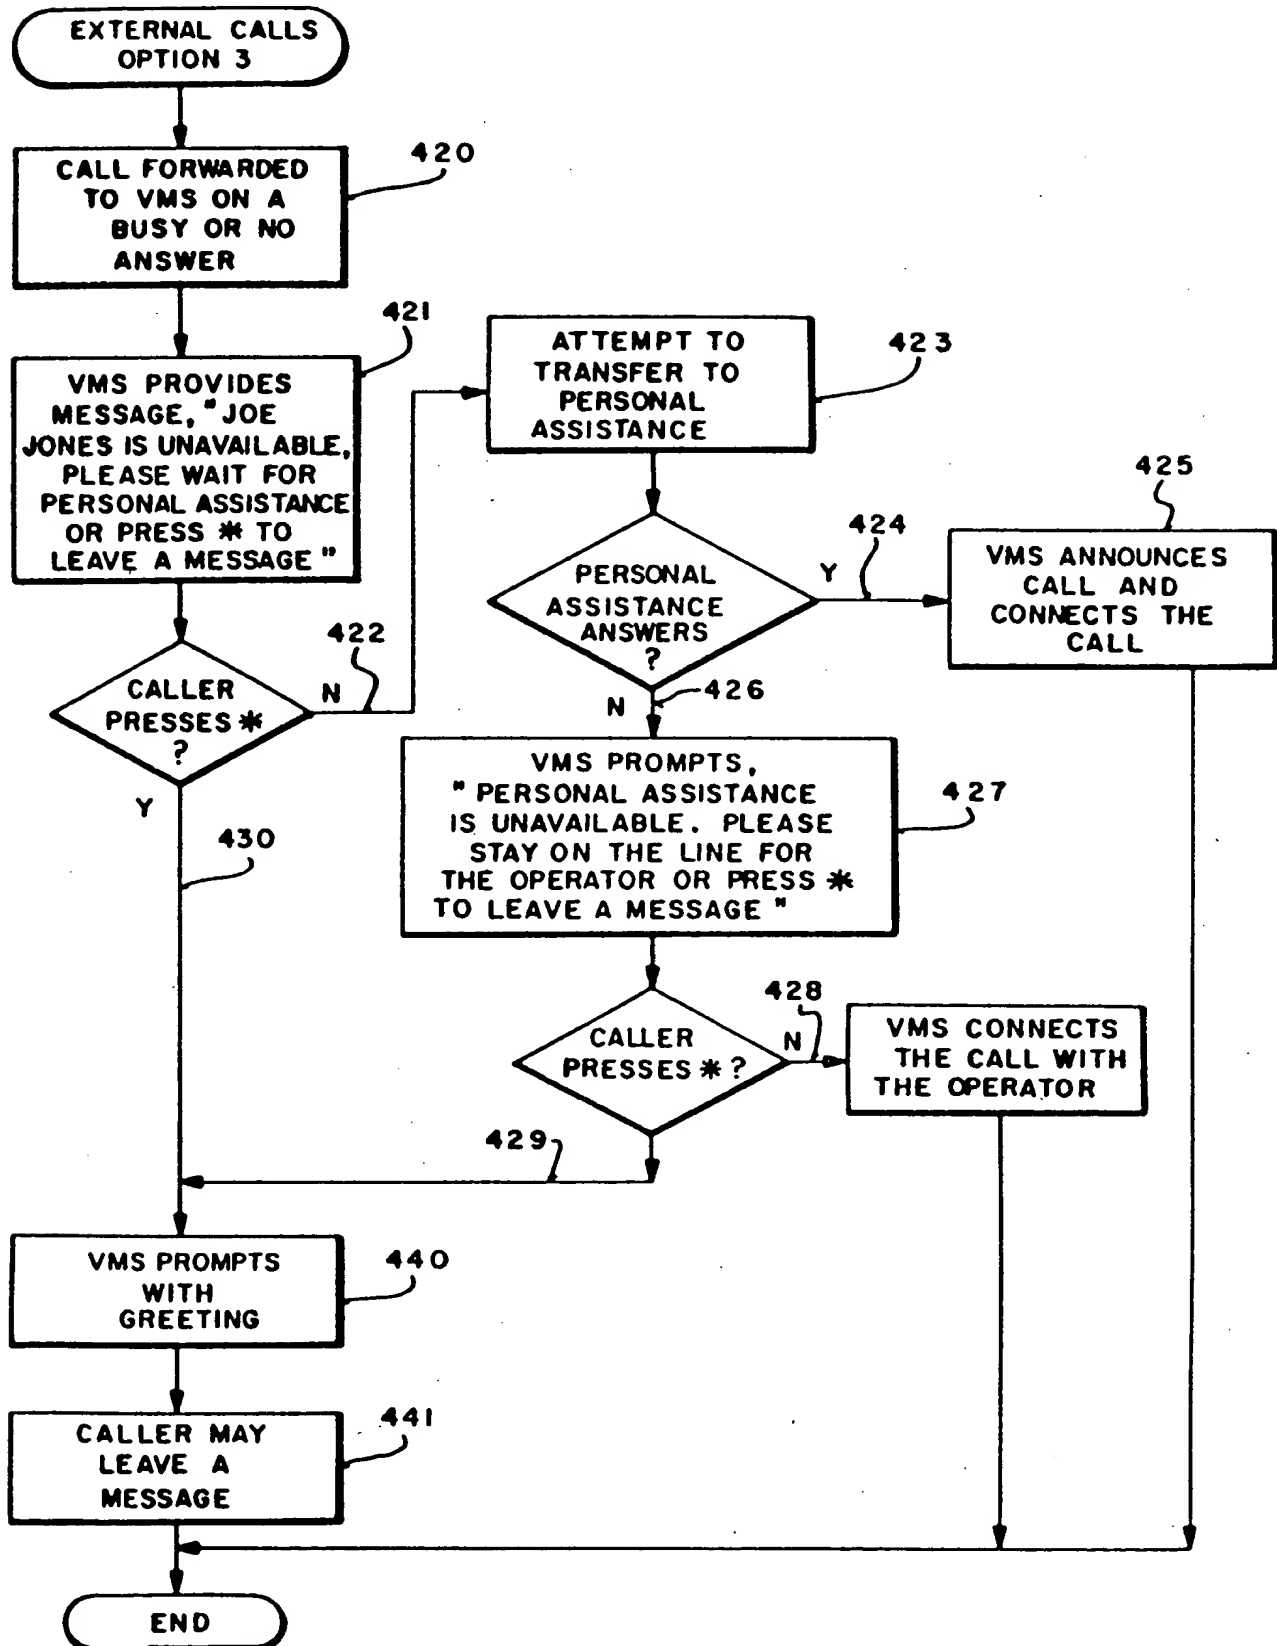 EXTERNAL CALLS
OPTION 3
CALL FORWARDED
TO VMS ON A
BUSY OR NO
ANSWER
420
VMS PROVIDES
MESSAGE, "JOE
JONES IS UNAVAILABLE,
PLEASE WAIT FOR
PERSONAL ASSISTANCE
OR PRESS * TO
LEAVE A MESSAGE"
421
CALLER
PRESSES *
?
N
422
Y
430
ATTEMPT TO
TRANSFER TO
PERSONAL
ASSISTANCE
423
PERSONAL
ASSISTANCE
ANSWERS
?
Y
424
VMS ANNOUNCES
CALL AND
CONNECTS THE
CALL
425
N
426
VMS PROMPTS,
"PERSONAL ASSISTANCE
IS UNAVAILABLE. PLEASE
STAY ON THE LINE FOR
THE OPERATOR OR PRESS *
TO LEAVE A MESSAGE"
427
CALLER
PRESSES * ?
N
428
VMS CONNECTS
THE CALL WITH
THE OPERATOR
429
VMS PROMPTS
WITH
GREETING
440
CALLER MAY
LEAVE A
MESSAGE
441
END